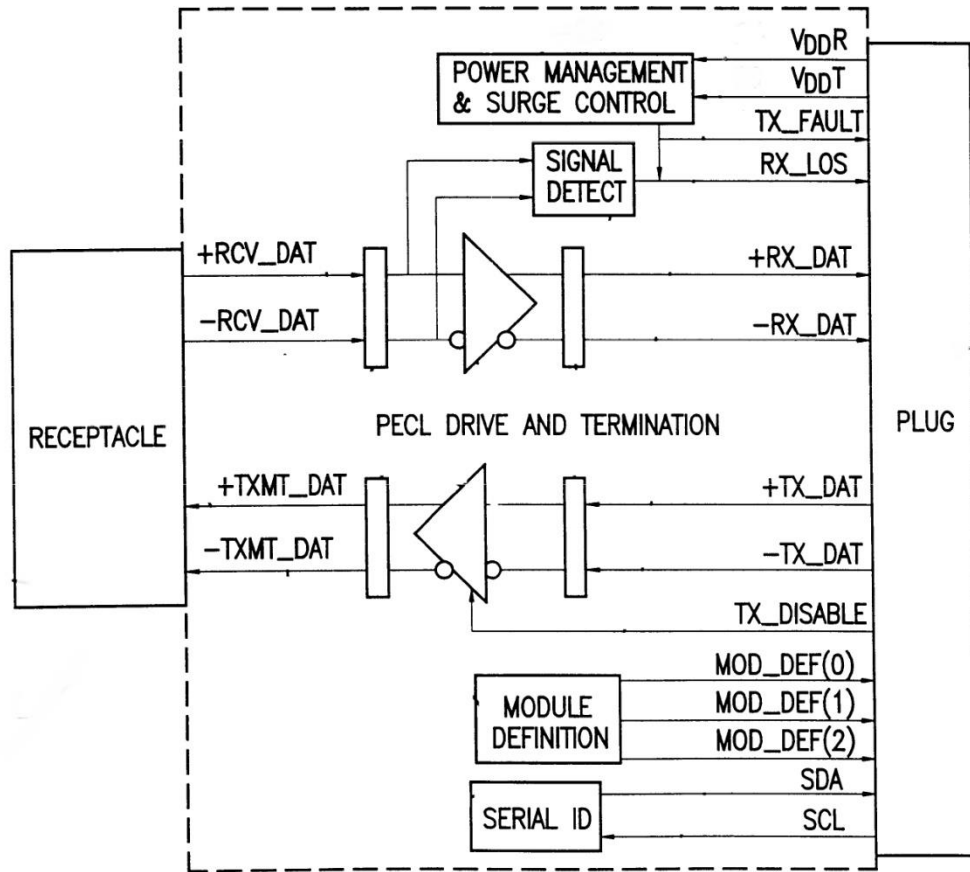 VDDR
POWER MANAGEMENT
& SURGE CONTROL
VDDT
TX_FAULT
SIGNAL
DETECT
RX_LOS
+RCV_DAT
+RX_DAT
-RCV_DAT
-RX_DAT
RECEPTACLE
PECL DRIVE AND TERMINATION
PLUG
+TXMT_DAT
+TX_DAT
-TXMT_DAT
-TX_DAT
TX_DISABLE
MODULE
DEFINITION
MOD_DEF(0)
MOD_DEF(1)
MOD_DEF(2)
SERIAL ID
SDA
SCL